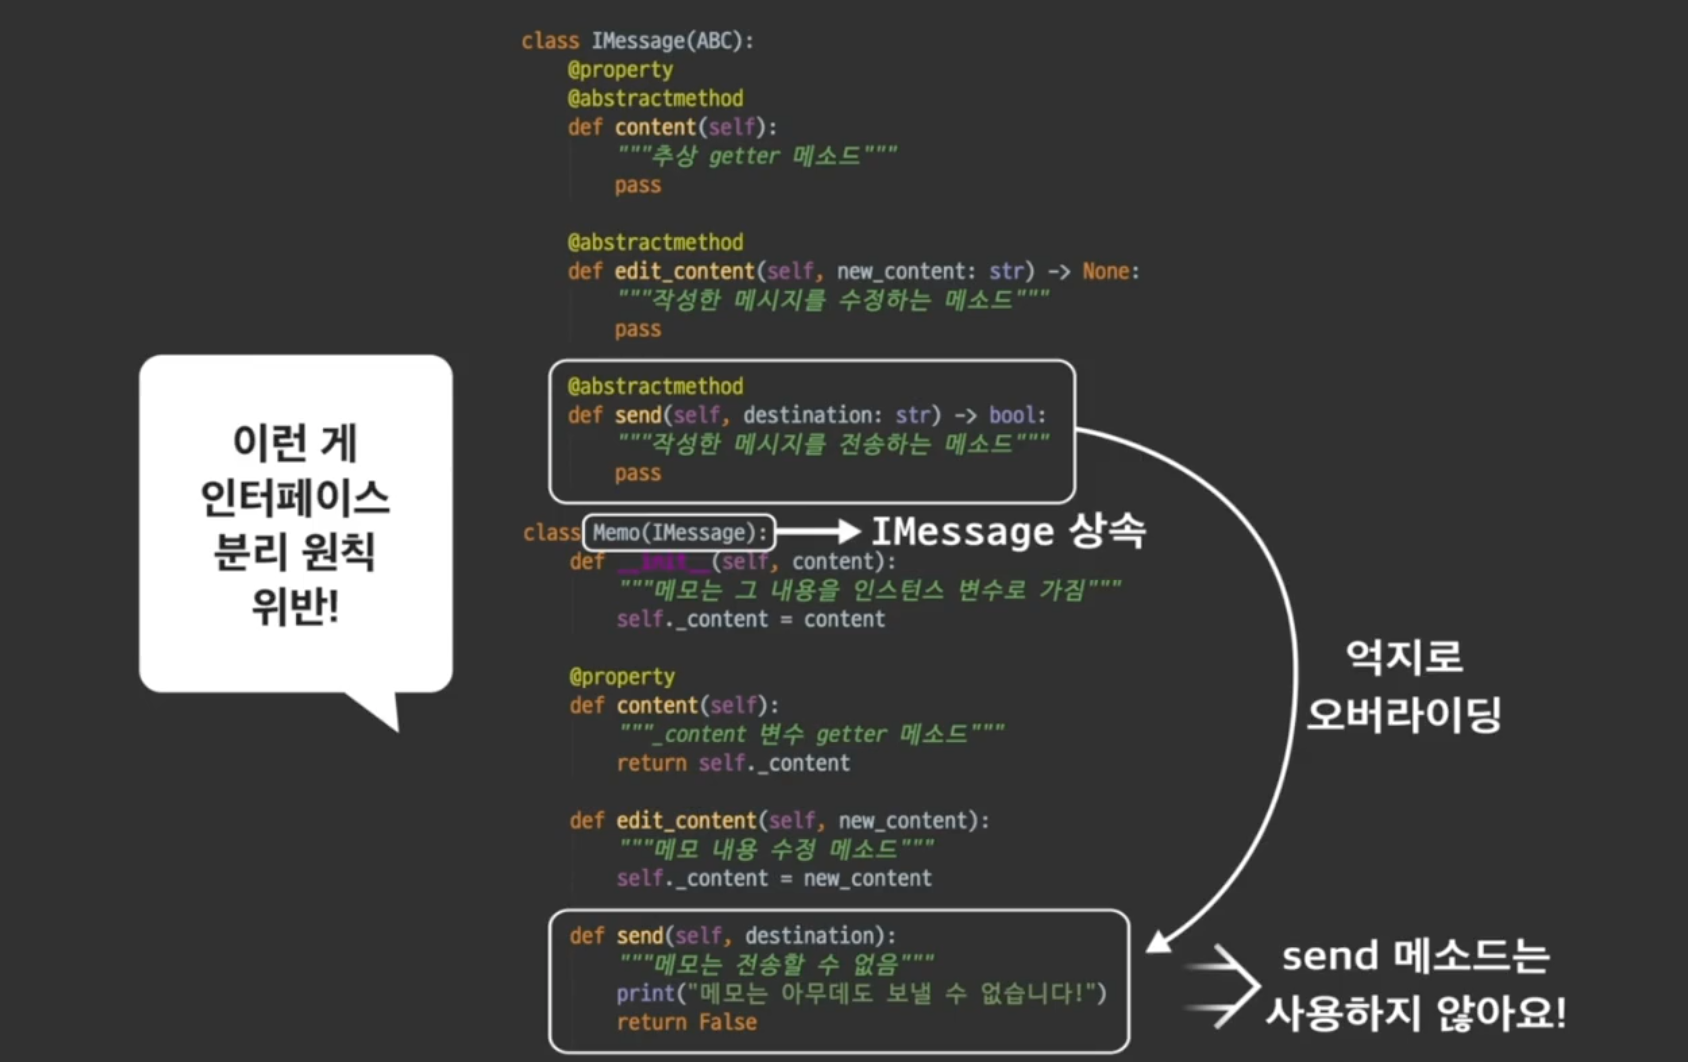 class IMessage(ABC):
@property
@abstractmethod
def content(self):
"""추상 getter 메소드"""
pass
@abstractmethod
def edit_content(self, new_content: str) -> None:
"""작성한 메시지를 수정하는 메소드"""
pass
@abstractmethod
def send(self, destination: str) -> bool:
"""작성한 메시지를 전송하는 메소드"""
pass
이런 게
인터페이스
분리 원칙
위반!
class Memo(IMessage):
IMessage 상속
def __init__(self, content):
"""메모는 그 내용을 인스턴스 변수로 가짐"""
self._content = content
@property
def content(self):
"""_content 변수 getter 메소드"""
return self._content
억지로
오버라이딩
def edit_content(self, new_content):
"""메모 내용 수정 메소드"""
self._content = new_content
def send(self, destination):
"""메모는 전송할 수 없음"""
print("메모는 아무데도 보낼 수 없습니다!")
return False
send 메소드는
사용하지 않아요!